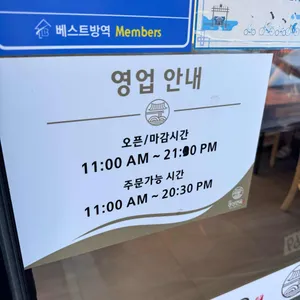 베스트방역 Members
영업 안내
오픈/마감시간
11:00 AM ~ 21:30 PM
주문가능 시간
11:00 AM ~ 20:30 PM